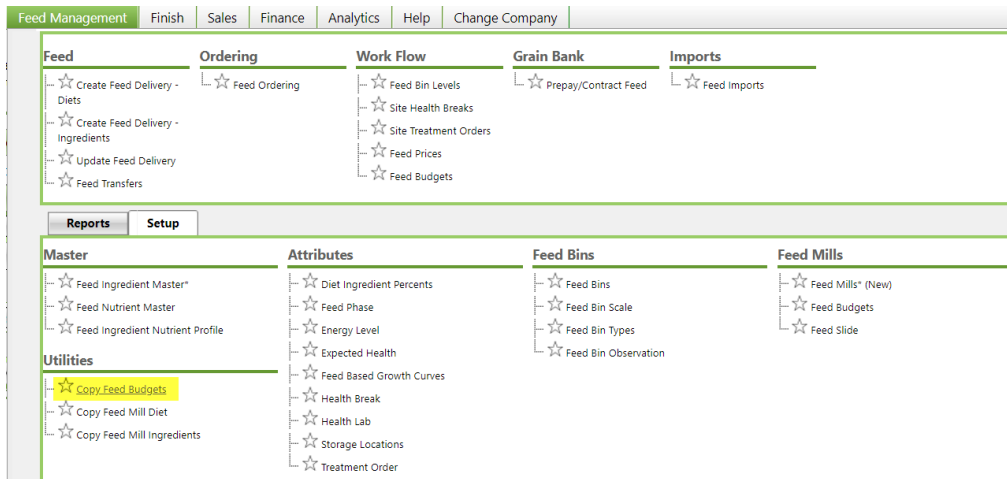 Feed Management Finish Sales Finance Analytics Help Change Company
Feed
Create Feed Delivery -
Diets
Create Feed Delivery -
Ingredients
Update Feed Delivery
Feed Transfers
Ordering
Feed Ordering
Work Flow
Feed Bin Levels
Site Health Breaks
Site Treatment Orders
Feed Prices
Feed Budgets
Grain Bank
Prepay/Contract Feed
Imports
Feed Imports
Reports Setup
Master
Feed Ingredient Master*
Feed Nutrient Master
Feed Ingredient Nutrient Profile
Utilities
Copy Feed Budgets
Copy Feed Mill Diet
Copy Feed Mill Ingredients
Attributes
Diet Ingredient Percents
Feed Phase
Energy Level
Expected Health
Feed Based Growth Curves
Health Break
Health Lab
Storage Locations
Treatment Order
Feed Bins
Feed Bins
Feed Bin Scale
Feed Bin Types
Feed Bin Observation
Feed Mills
Feed Mills* (New)
Feed Budgets
Feed Slide